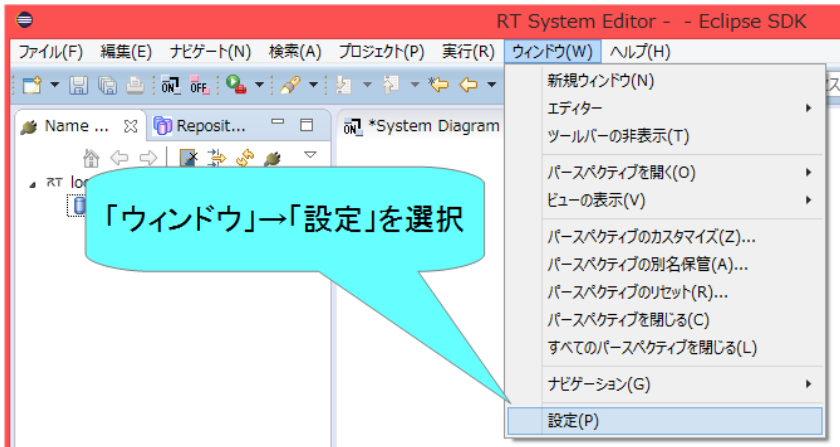 RT System Editor - - Eclipse SDK
ファイル(F) 編集(E) ナビゲート(N) 検索(A) プロジェクト(P) 実行(R) ウィンドウ(W) ヘルプ(H)
ON OFF
Name ... Reposit... *System Diagram
RT
「ウィンドウ」→「設定」を選択
新規ウィンドウ(N)
エディター
ツールバーの非表示(T)
パースペクティブを開く(O)
ビューの表示(V)
パースペクティブのカスタマイズ(Z)...
パースペクティブの別名保管(A)...
パースペクティブのリセット(R)...
パースペクティブを閉じる(C)
すべてのパースペクティブを閉じる(L)
ナビゲーション(G)
設定(P)